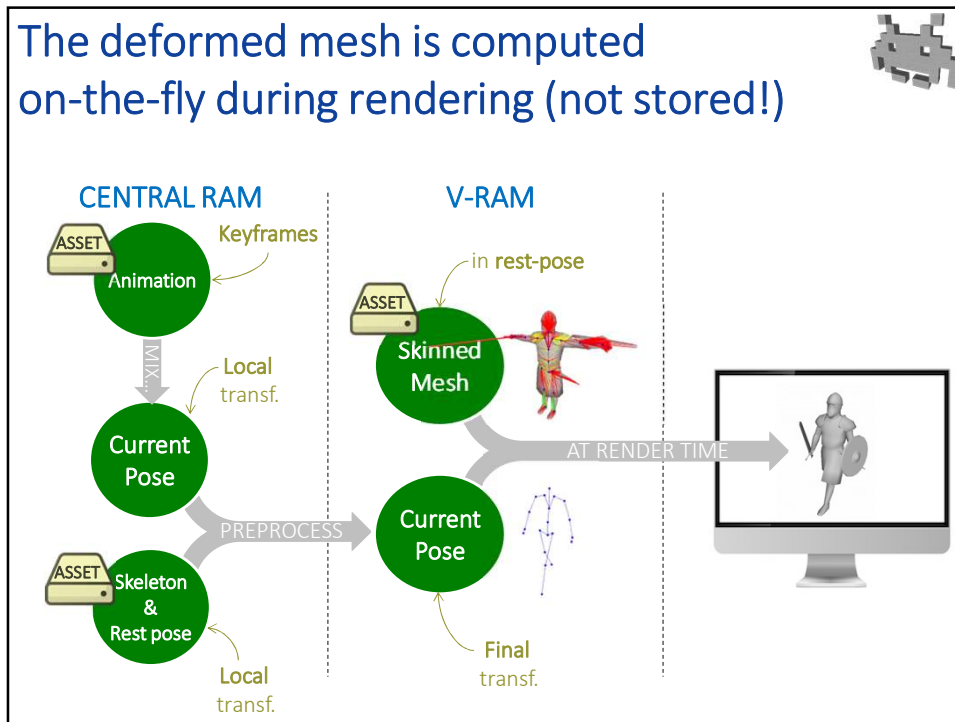 The deformed mesh is computed
on-the-fly during rendering (not stored!)
CENTRAL RAM
V-RAM
ASSET
Keyframes
Animation
in rest-pose
ASSET
MIX...
Skinned
Mesh
Local
transf.
Current
Pose
AT RENDER TIME
PREPROCESS
Current
Pose
ASSET
Skeleton
&
Rest pose
Local
transf.
Final
transf.